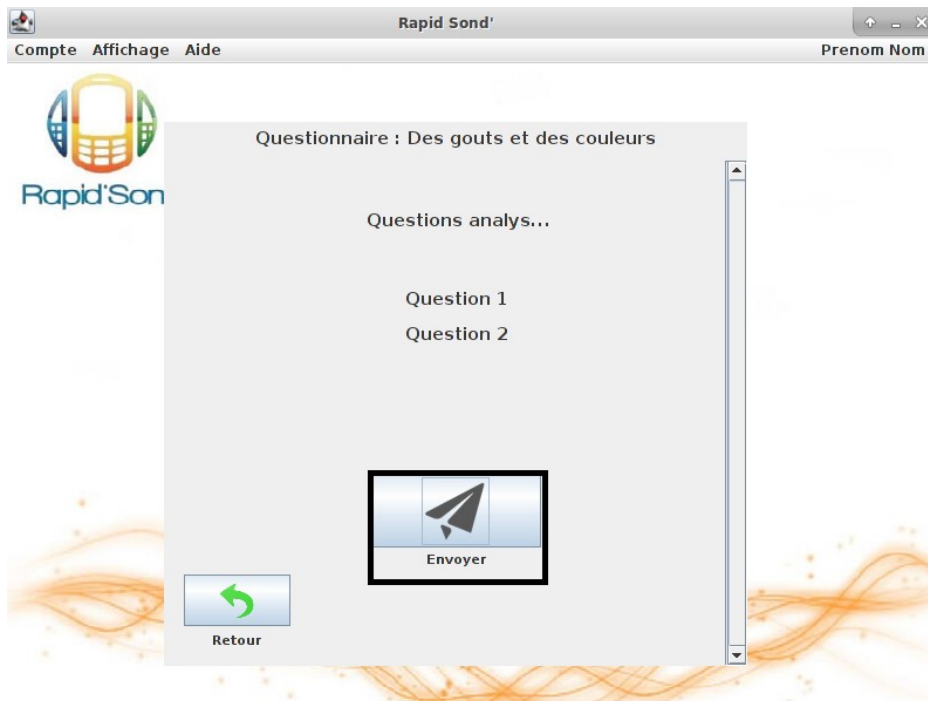 Rapid Sond'
Compte Affichage Aide Prenom Nom
Rapid'Son
Questionnaire : Des gouts et des couleurs
Questions analys...
Question 1
Question 2
Envoyer
Retour